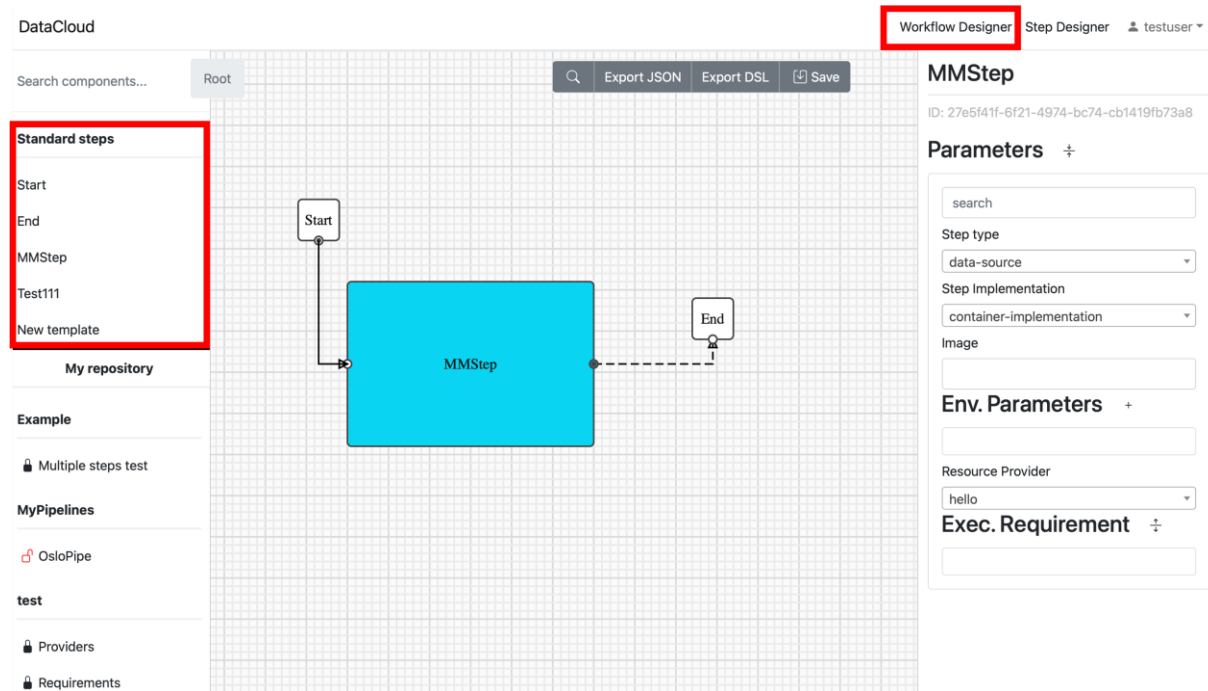 DataCloud
Workflow Designer
Step Designer
testuser
Search components...
Root
Export JSON
Export DSL
Save
Standard steps
Start
End
MMStep
Test111
New template
My repository
Example
Multiple steps test
MyPipelines
OsloPipe
test
Providers
Requirements
Start
MMStep
End
MMStep
ID: 27e5f41f-6f21-4974-bc74-cb1419fb73a8
Parameters
search
Step type
data-source
Step Implementation
container-implementation
Image
Env. Parameters +
Resource Provider
hello
Exec. Requirement